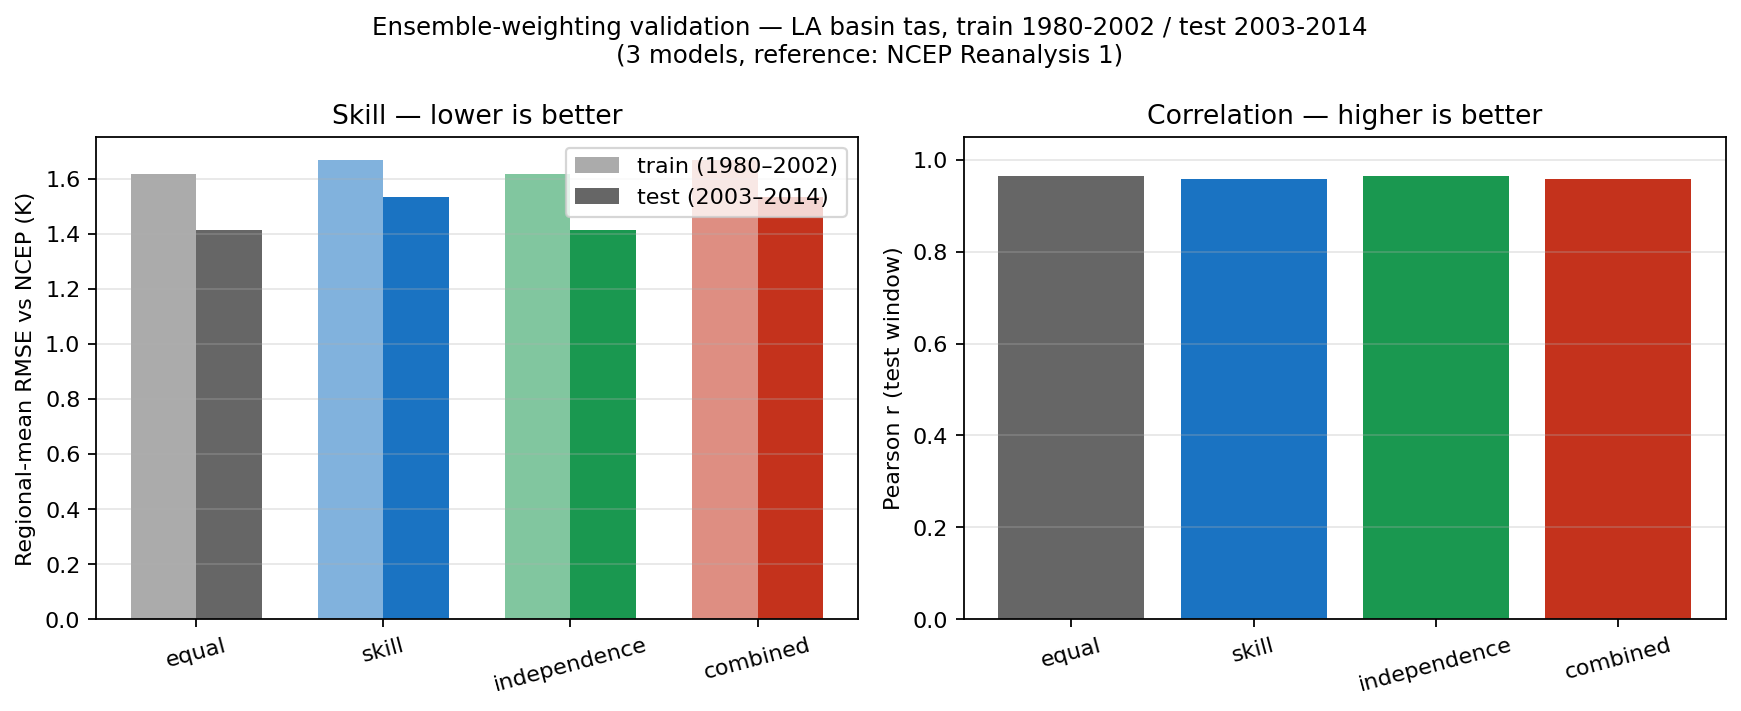 Ensemble-weighting validation — LA basin tas, train 1980-2002 / test 2003-2014
(3 models, reference: NCEP Reanalysis 1)
Skill — lower is better
Regional-mean RMSE vs NCEP (K)
1.6
1.4
1.2
1.0
0.8
0.6
0.4
0.2
0.0
train (1980–2002)
test (2003–2014)
equal
skill
independence
combined
Correlation — higher is better
Pearson r (test window)
1.0
0.8
0.6
0.4
0.2
0.0
equal
skill
independence
combined